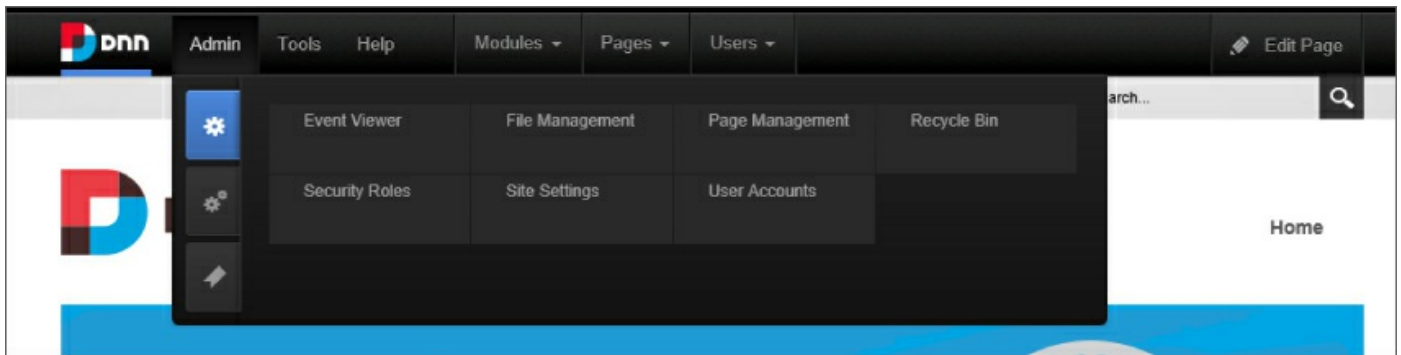 DNN Admin Tools Help Modules Pages Users Edit Page
arch...
Event Viewer File Management Page Management Recycle Bin
Security Roles Site Settings User Accounts
Home